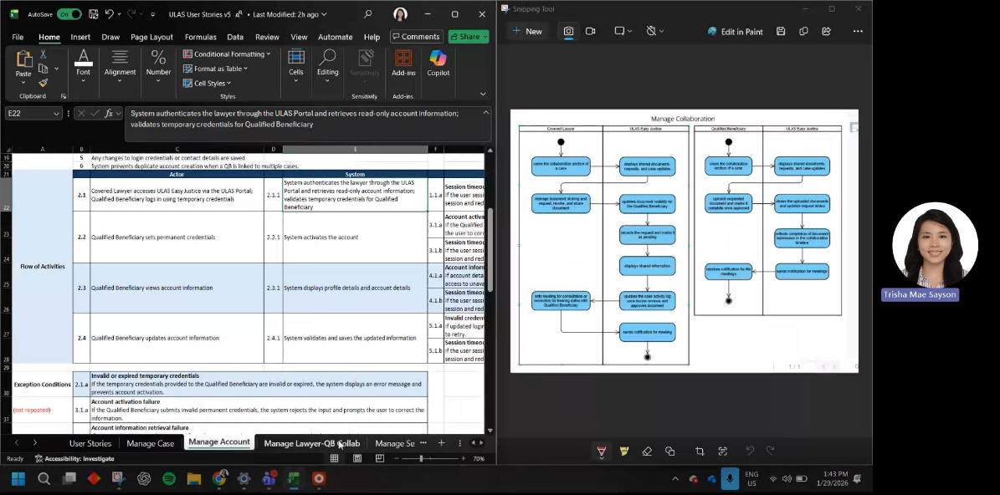 AutoSave On
ULAS User Stories v5 • Last Modified: 2h ago
File Home Insert Draw Page Layout Formulas Data Review View Automate Help Comments Share
Paste
Clipboard
Font
Alignment
Number
Conditional Formatting
Format as Table
Cell Styles
Styles
Cells
Editing
Sensitivity
Sensitivity
Add-ins
Add-ins
Copilot
E22
fx
System authenticates the lawyer through the ULAS Portal and retrieves read-only account information;
validates temporary credentials for Qualified Beneficiary
A B C D E F
19 5 Any changes to login credentials or contact details are saved
20 6 System prevents duplicate account creation when a QB is linked to multiple cases.
21 Actor System
22
2.1 Covered Lawyer accesses ULAS Easy Justice via the ULAS Portal;
Qualified Beneficiary logs in using temporary credentials
2.1.1 System authenticates the lawyer through the ULAS
Portal and retrieves read-only account information;
validates temporary credentials for Qualified
Beneficiary
1.1.a Session timeou
If the user sessi
session and red
23
24
2.2 Qualified Beneficiary sets permanent credentials
2.2.1 System activates the account
3.1.a Account activa
If the Qualified
the user to corr
3.1.b Session timeou
If the user sessi
session and red
Flow of Activities
25
26
2.3 Qualified Beneficiary views account information
2.3.1 System displays profile details and account details
4.1.a Account inform
If account deta
access to unava
4.1.b Session timeou
If the user sessi
session and red
27
28
2.4 Qualified Beneficiary updates account information
2.4.1 System validates and saves the updated information
5.1.a Invalid creden
If updated login
to retry.
5.1.b Session timeou
If the user sessi
session and red
29
30
Exception Conditions
2.1.a Invalid or expired temporary credentials
If the temporary credentials provided to the Qualified Beneficiary are invalid or expired, the system displays an error message and
prevents account activation.
31
(not repeated)
3.1.a Account activation failure
If the Qualified Beneficiary submits invalid permanent credentials, the system rejects the input and prompts the user to correct the
information.
Account information retrieval failure
User Stories Manage Case Manage Account Manage Lawyer-QB Collab Manage Se
Ready Accessibility: Investigate 70%
Snipping Tool
New
Edit in Paint
Manage Collaboration
Covered Lawyer ULAS Easy Justice
views the collaboration
section of a
case
displays shared documents,
requests, and case updates
manage document sharing and
request, revoke, and share
document
updates document visibility for
the Qualified Beneficiary
records the request and marks it
as pending
displays shared information
sets meeting for consultation or
reminders for hearing dates with
Qualified Beneficiary
updates the case activity log
once lawyer reviews and
approves document
sends notification for meeting
Qualified Beneficiary ULAS Easy Justice
views the collaboration
section of a case
displays shared documents,
requests, and case updates
uploads requested
document and marks it
complete once approved
stores the uploaded documents
and updates request status
reflects completion of document
submission in the collaboration
timeline
receives notification for the
meetings
sends notification for meetings
1 / 1
Trisha Mae Sayson
ENG
US
1:43 PM
1/29/2026